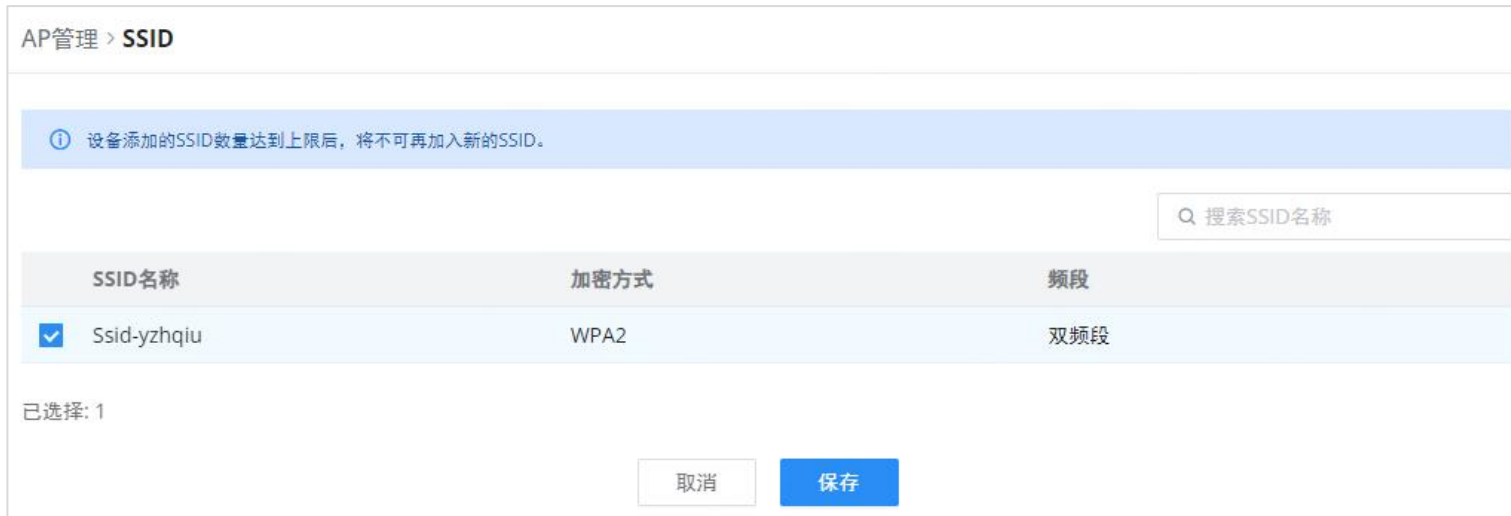 AP管理 > SSID
设备添加的SSID数量达到上限后，将不可再加入新的SSID。
搜索SSID名称
SSID名称 加密方式 频段
Ssid-yzhqiu WPA2 双频段
已选择: 1
取消 保存